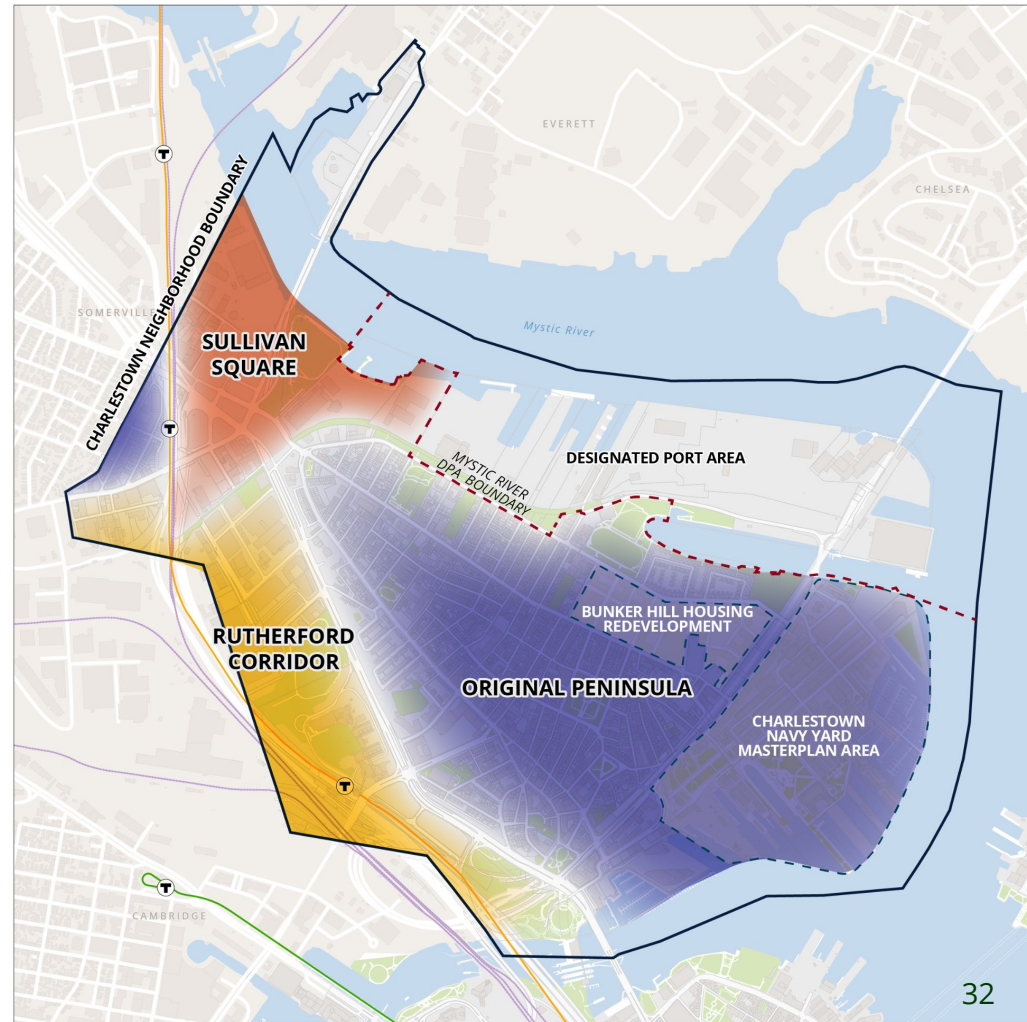 EVERETT
CHELSEA
CHARLESTOWN NEIGHBORHOOD BOUNDARY
SOMERVILLE
Mystic River
SULLIVAN
SQUARE
DESIGNATED PORT AREA
MYSTIC RIVER
DPA BOUNDARY
BUNKER HILL HOUSING
REDEVELOPMENT
RUTHERFORD
CORRIDOR
ORIGINAL PENINSULA
CHARLESTOWN
NAVY YARD
MASTERPLAN AREA
CAMBRIDGE
T
T
T
T
32